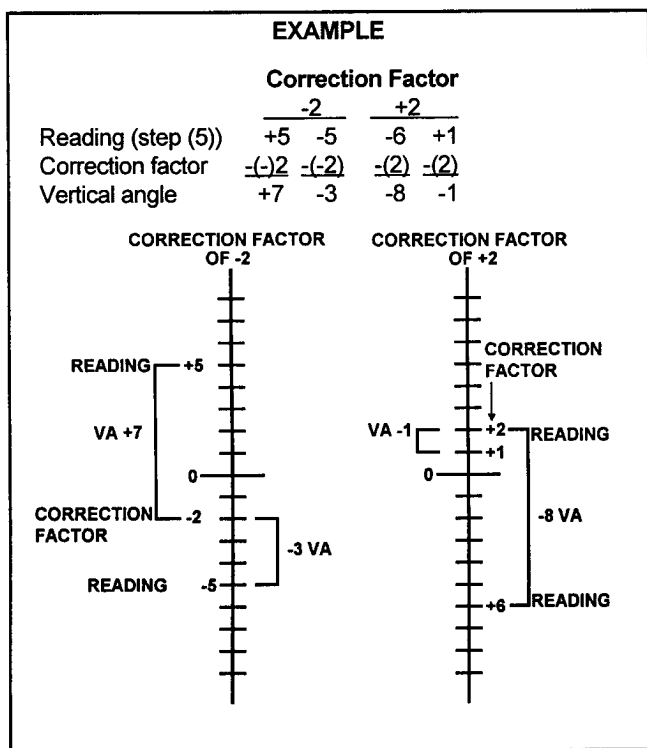 EXAMPLE
Correction Factor
-2 +2
Reading (step (5)) +5 -5 -6 +1
Correction factor -(-)2 -(-2) -(2) -(2)
Vertical angle +7 -3 -8 -1
CORRECTION FACTOR
OF -2
READING +5
VA +7
0
CORRECTION
FACTOR
-2
-3 VA
READING -5
CORRECTION FACTOR
OF +2
CORRECTION
FACTOR
VA -1
+2 READING
+1
0
-8 VA
+6 READING